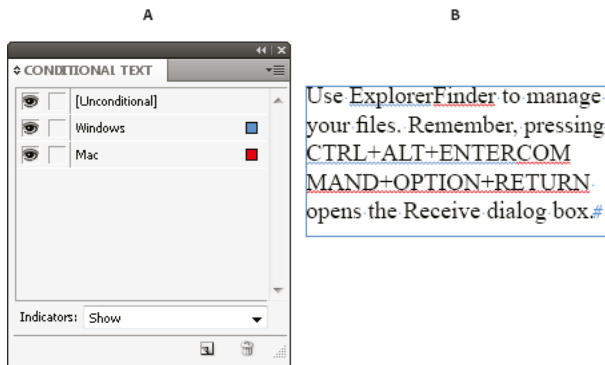 A
B
CONDITIONAL TEXT
[Unconditional]
Windows
Mac
Indicators: Show
Use ExplorerFinder to manage
your files. Remember, pressing
CTRL+ALT+ENTERCOM
MAND+OPTION+RETURN
opens the Receive dialog box.#